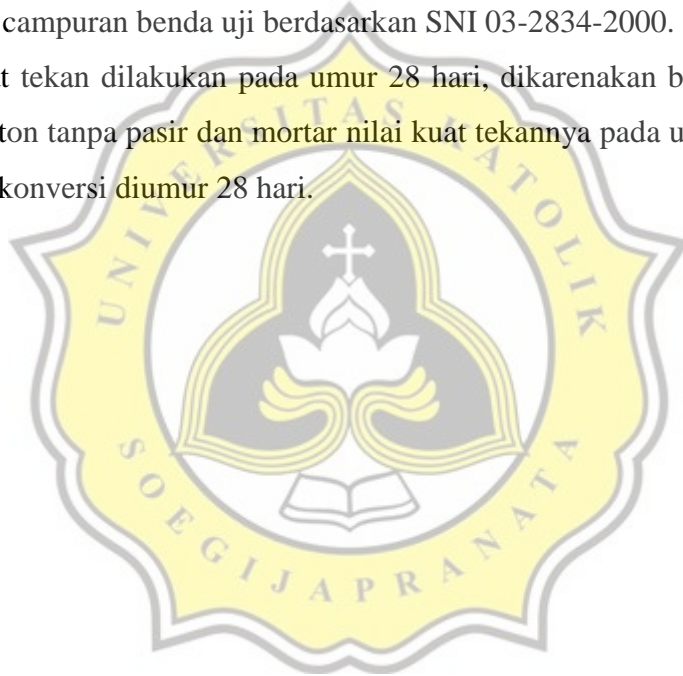 campuran benda uji berdasarkan SNI 03-2834-2000.
tekan dilakukan pada umur 28 hari, dikarenakan
tanpa pasir dan mortar nilai kuat tekannya pada
konversi diumur 28 hari.
UNIVERSITAS KATOLIK
SOEGIJAPRANATA